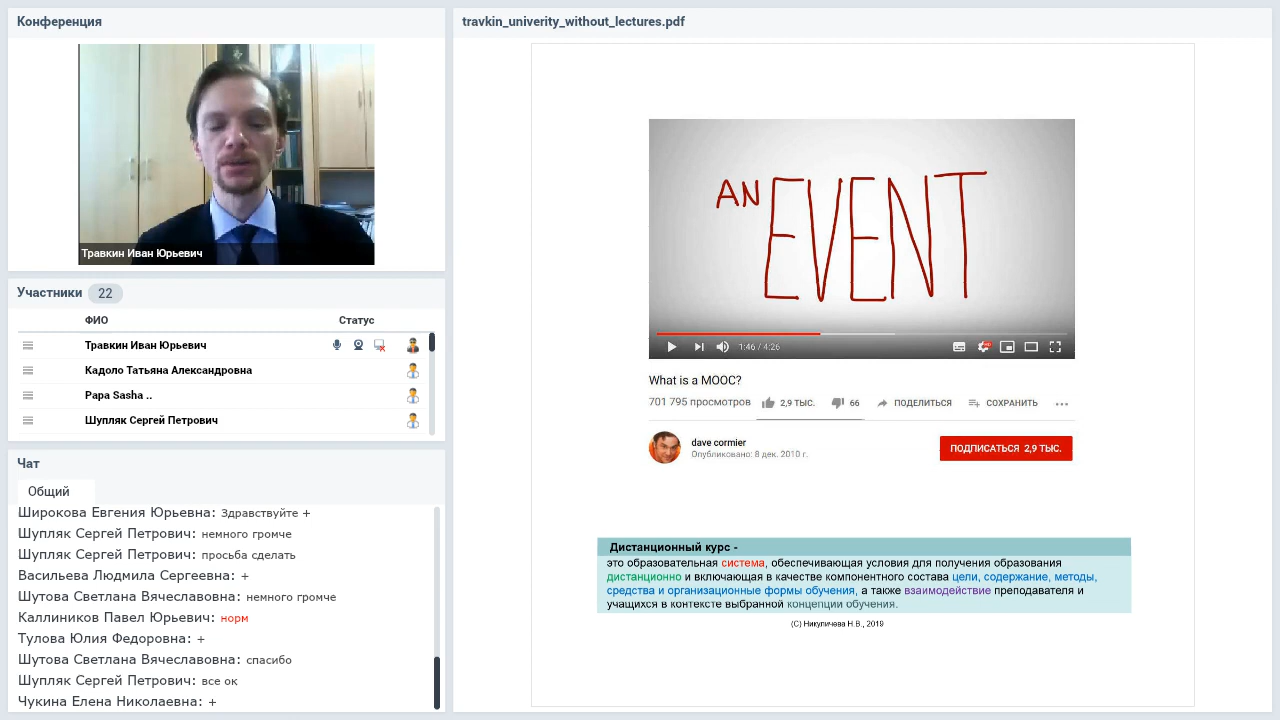 Конференция
Травкин Иван Юрьевич
Участники 22
ФИО Статус
Травкин Иван Юрьевич
Кадоло Татьяна Александровна
Papa Sasha ..
Шупляк Сергей Петрович
Чат
Общий
Широкова Евгения Юрьевна: Здравствуйте +
Шупляк Сергей Петрович: немного громче
Шупляк Сергей Петрович: просьба сделать
Васильева Людмила Сергеевна: +
Шутова Светлана Вячеславовна: немного громче
Каллиников Павел Юрьевич: норм
Тулова Юлия Федоровна: +
Шутова Светлана Вячеславовна: спасибо
Шупляк Сергей Петрович: все ок
Чукина Елена Николаевна: +
travkin_univerity_without_lectures.pdf
AN EVENT
1:46 / 4:26
What is a MOOC?
701 795 просмотров 2,9 ТЫС. 66 ПОДЕЛИТЬСЯ СОХРАНИТЬ
dave cormier
Опубликовано: 8 дек. 2010 г.
ПОДПИСАТЬСЯ 2,9 ТЫС.
Дистанционный курс -
это образовательная система, обеспечивающая условия для получения образования
дистанционно и включающая в качестве компонентного состава цели, содержание, методы,
средства и организационные формы обучения, а также взаимодействие преподавателя и
учащихся в контексте выбранной концепции обучения.
(С) Никуличева Н.В., 2019